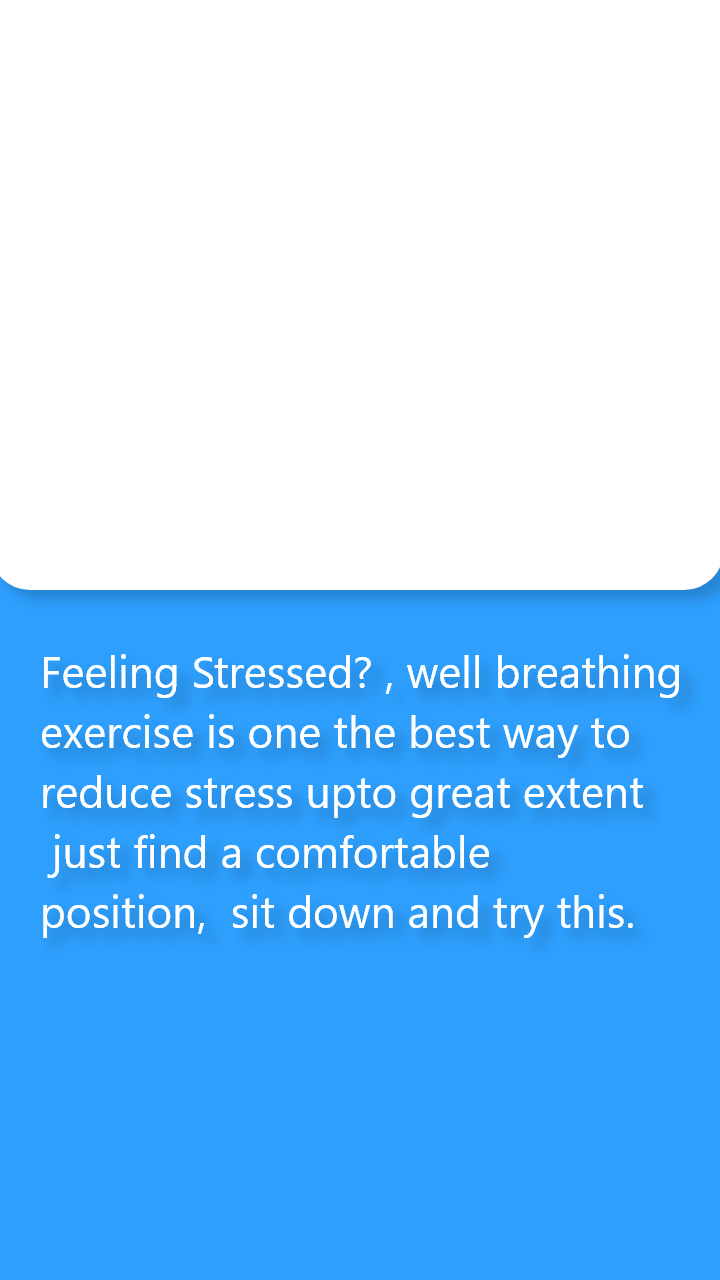 Feeling Stressed? , well breathing
exercise is one the best way to
reduce stress upto great extent
just find a comfortable
position,  sit down and try this.